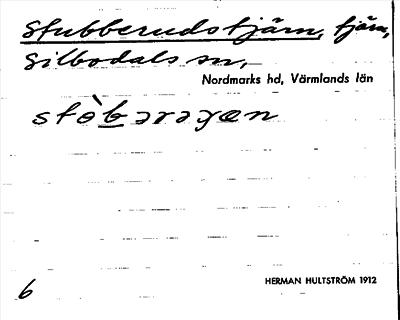 Stubberudstjärn, tjärn,
Silbodals sn,
Nordmarks hd, Värmlands län
HERMAN HULTSTRÖM 1912
6